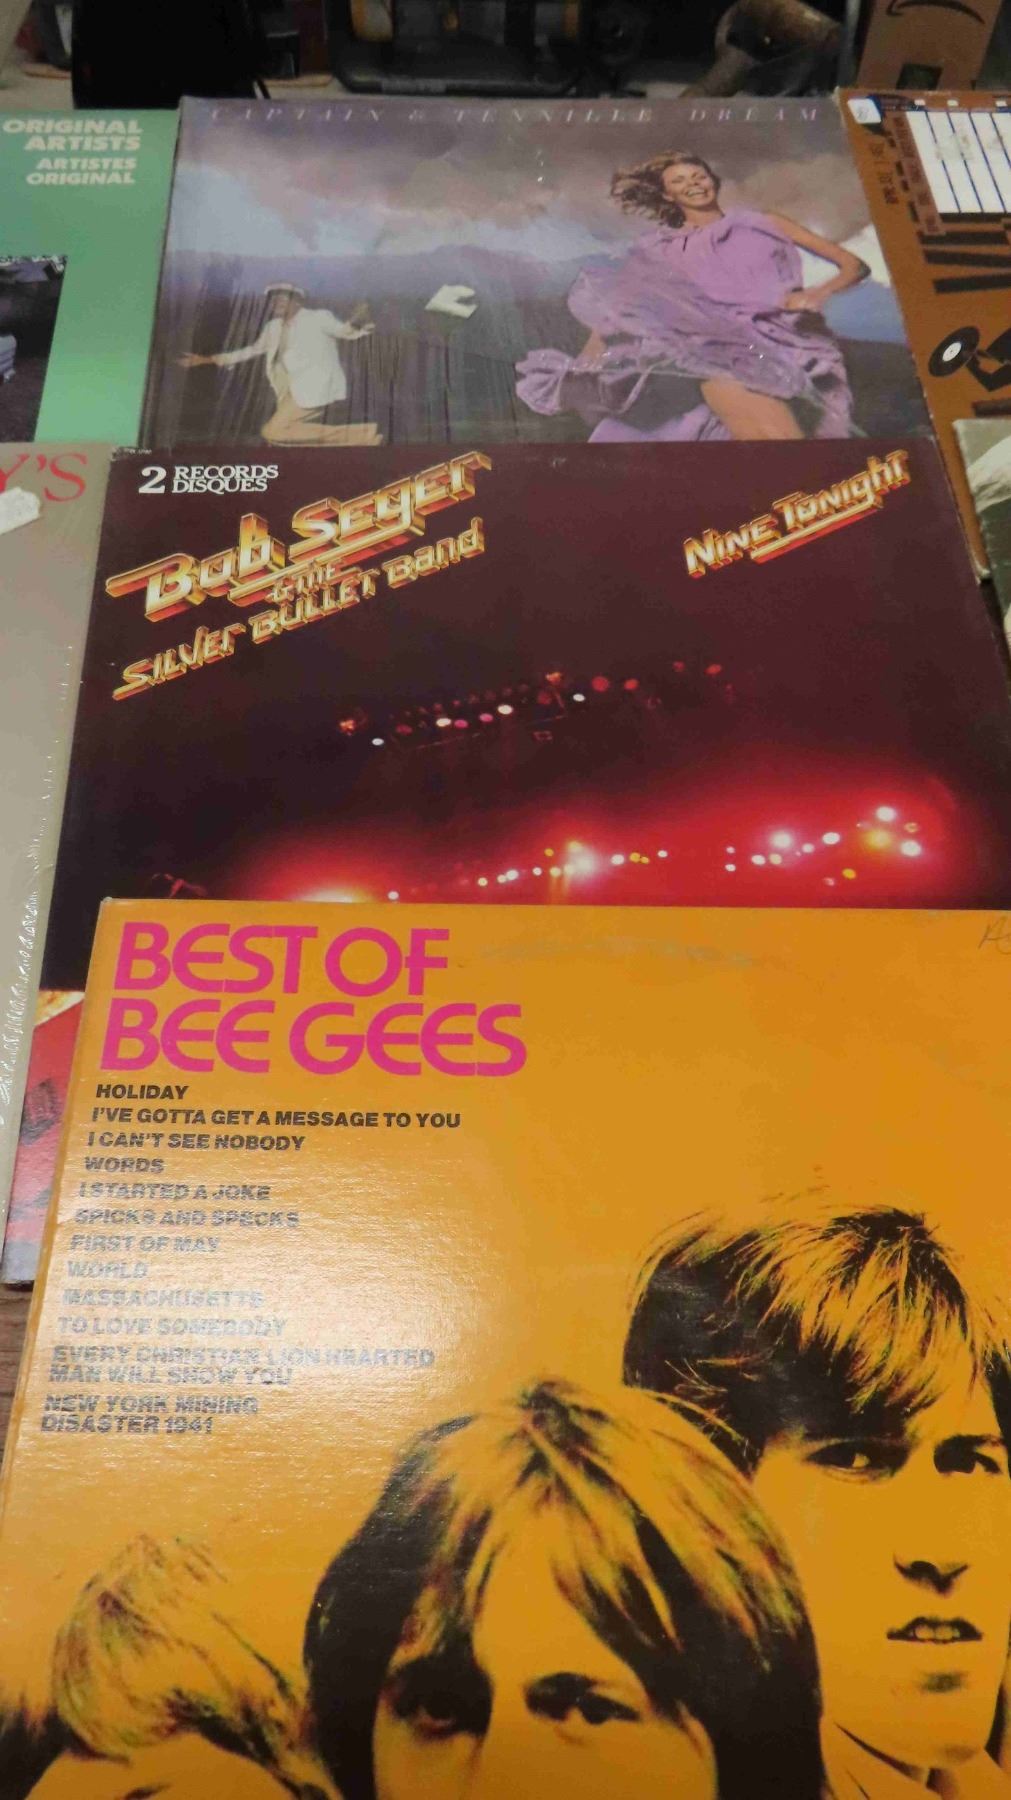 ORIGINAL
ARTISTS
ARTISTES
ORIGINAL
CAPTAIN & TENNILLE DREAM
Y'S
2 RECORDS
DISQUES
Bob Seger
& THE
SILVER BULLET BAND
NINE TONIGHT
BEST OF
BEE GEES
HOLIDAY
I'VE GOTTA GET A MESSAGE TO YOU
I CAN'T SEE NOBODY
WORDS
I STARTED A JOKE
SPICKS AND SPECKS
FIRST OF MAY
WORLD
MASSACHUSETTS
TO LOVE SOMEBODY
EVERY CHRISTIAN LION HEARTED
MAN WILL SHOW YOU
NEW YORK MINING
DISASTER 1941